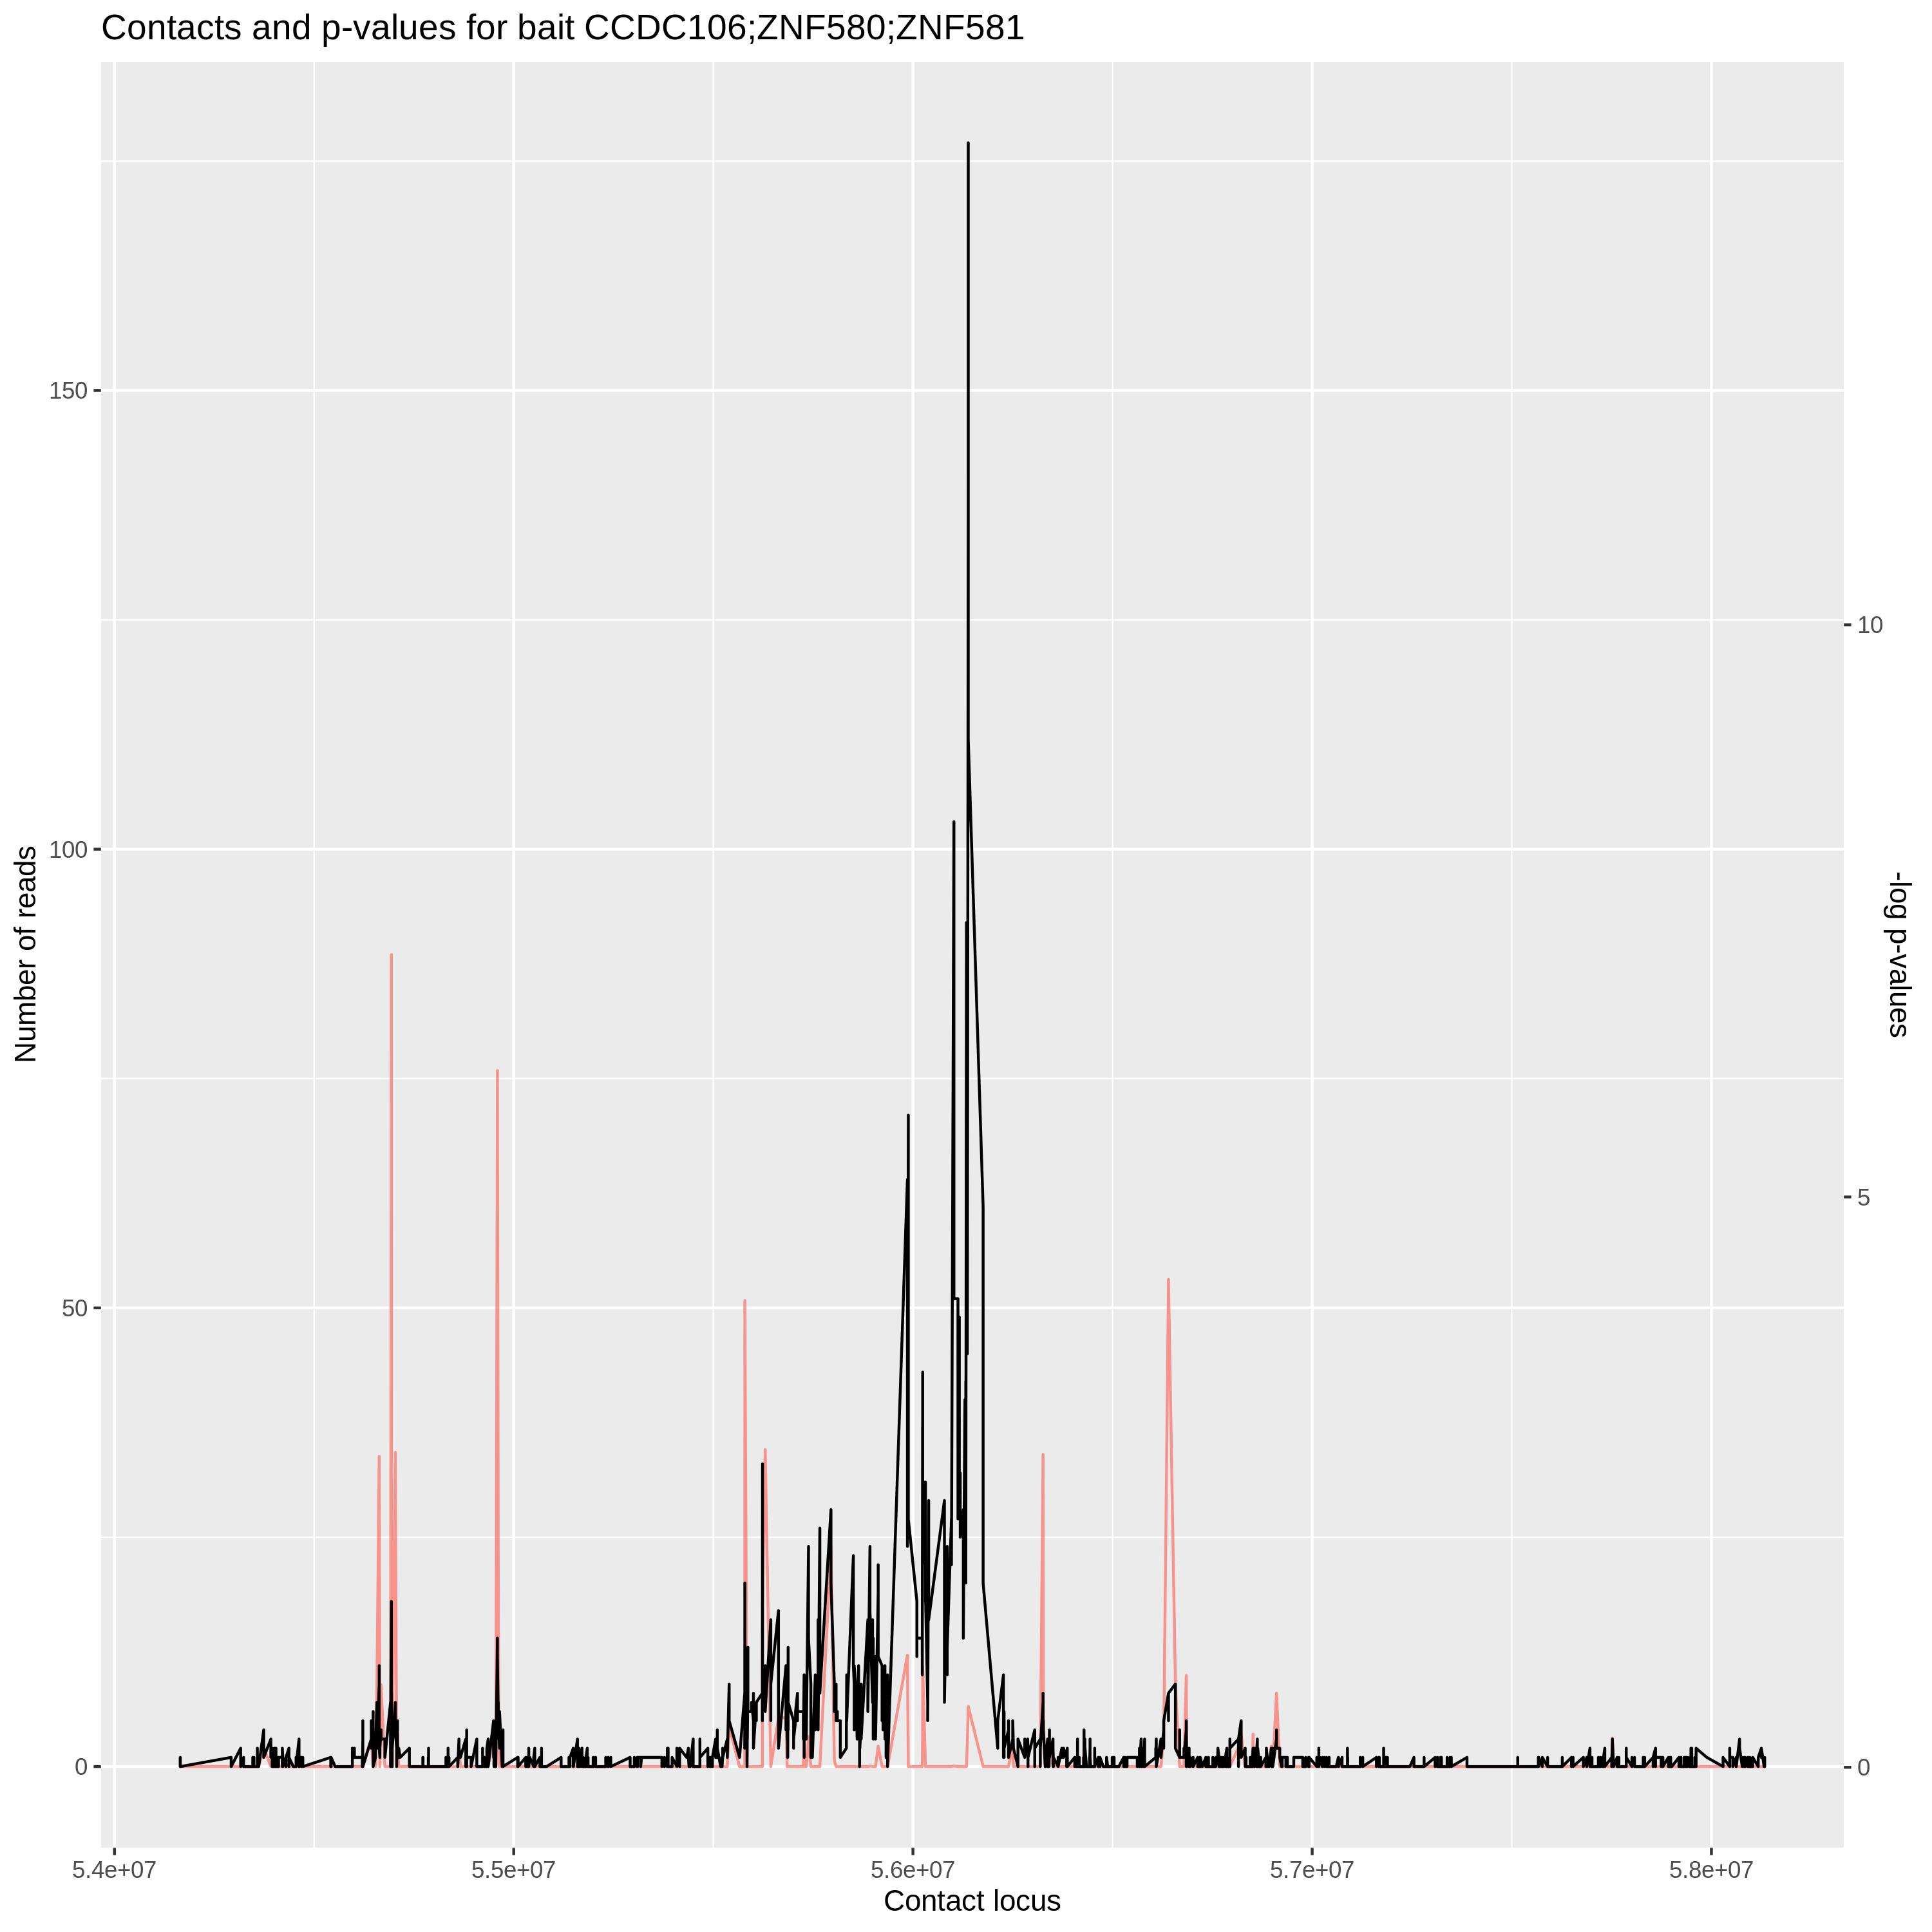 Contacts and p-values for bait CCDC106;ZNF580;ZNF581
Number of reads
150
100
50
0
10
5
0
-log p-values
5.4e+07 5.5e+07 5.6e+07 5.7e+07 5.8e+07
Contact locus